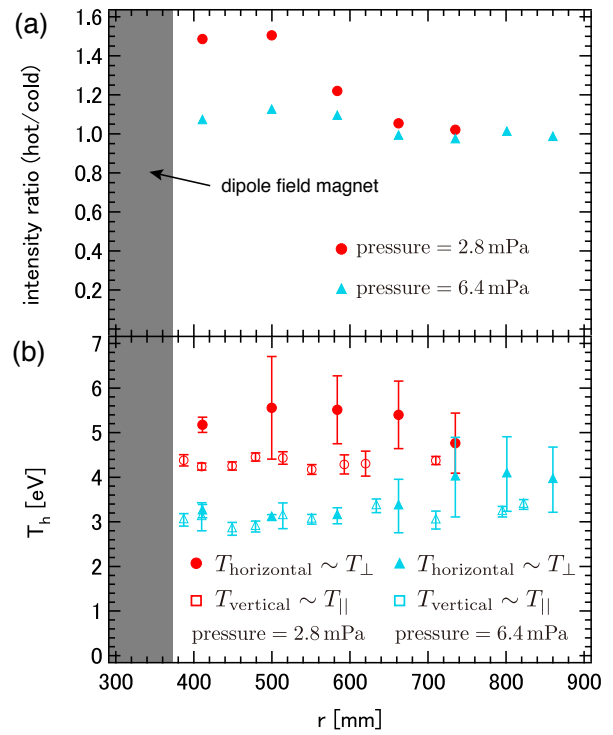 (a)
1.6
1.4
1.2
1.0
0.8
0.6
0.4
0.2
intensity ratio (hot/cold)
dipole field magnet
pressure = 2.8 mPa
pressure = 6.4 mPa
(b)
7
6
5
4
3
2
1
0
T_h [eV]
T_horizontal ∼ T_⊥
T_horizontal ∼ T_⊥
T_vertical ∼ T_||
T_vertical ∼ T_||
pressure = 2.8 mPa
pressure = 6.4 mPa
300 400 500 600 700 800 900
r [mm]